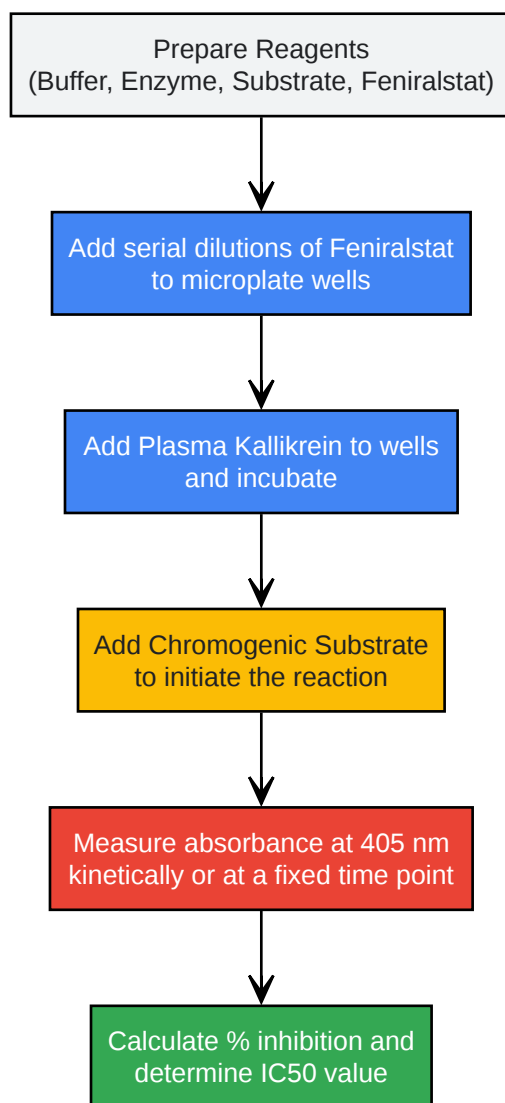 Prepare Reagents
(Buffer, Enzyme, Substrate, Feniralstat)
Add serial dilutions of Feniralstat
to microplate wells
Add Plasma Kallikrein to wells
and incubate
Add Chromogenic Substrate
to initiate the reaction
Measure absorbance at 405 nm
kinetically or at a fixed time point
Calculate % inhibition and
determine IC50 value